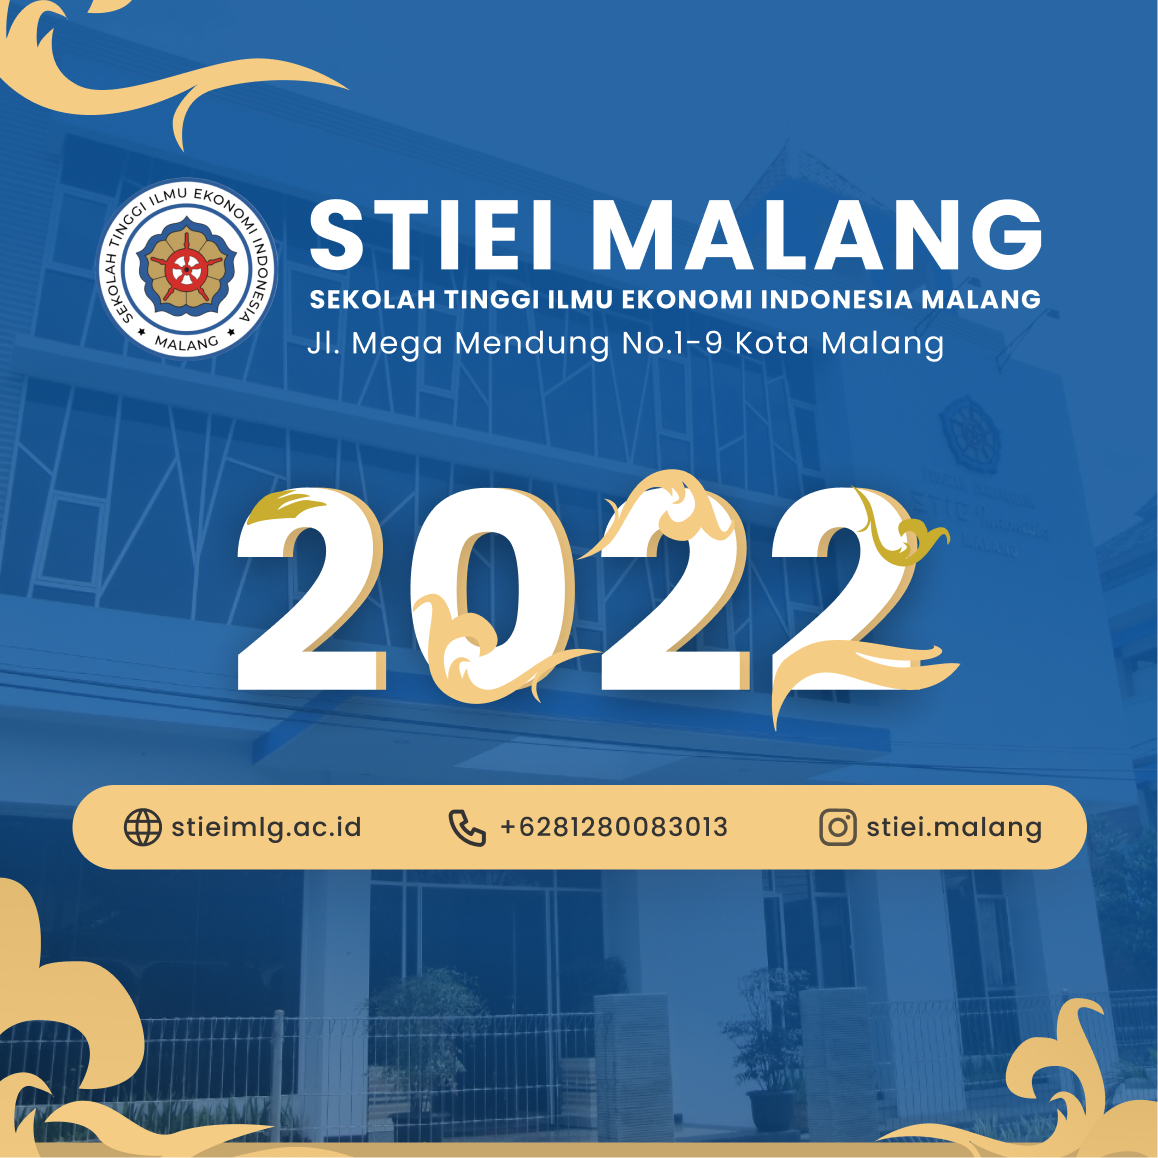 SEKOLAH TINGGI ILMU EKONOMI INDONESIA
★ MALANG ★
STIEI MALANG
SEKOLAH TINGGI ILMU EKONOMI INDONESIA MALANG
Jl. Mega Mendung No.1-9 Kota Malang
2022
stieimlg.ac.id
+6281280083013
stiei.malang